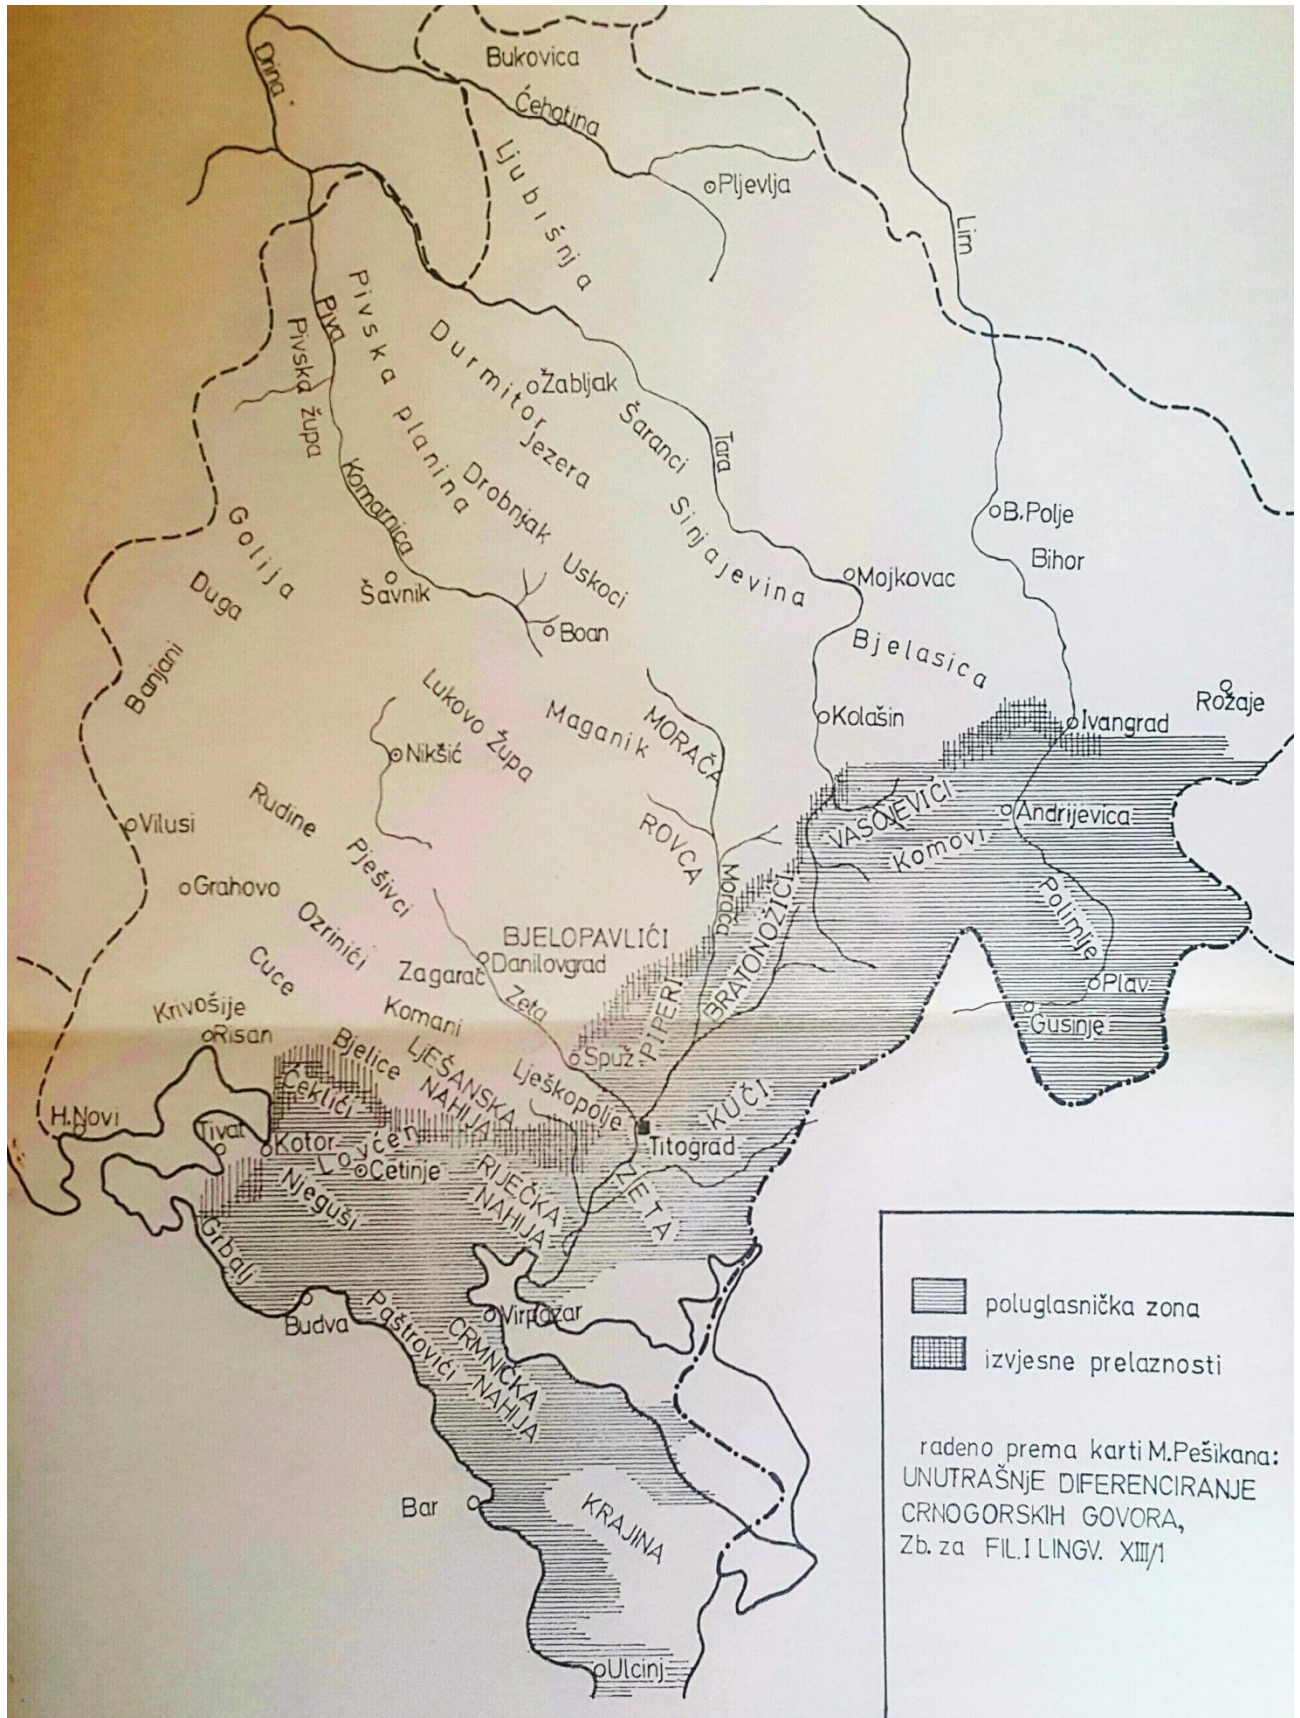 Bukovica
Drina
Ćehotina
Ljubišnja
Pljevlja
Lim
Piva
Pivska planina
Pivska župa
Durmitor
Žabljak
jezera
Šaranci
Tara
Drobnjak
Komarnica
Sinjajevina
B.Polje
Bihor
Golija
Duga
Šavnik
Uskoci
Mojkovac
Boan
Banjani
Bjelasica
Lukovo Župa
Maganik
MORAČA
Kolašin
Ivangrad
Rožaje
Nikšić
Rudine
Vilusi
Pješivci
ROVCA
VASOJEVIĆI
Komovi
Andrijevica
Grahovo
Ozrinići
Morača
Polimlje
BJELOPAVLIĆI
Danilovgrad
Zagarač
Cuce
BRATONOŽIĆI
PIPERI
Plav
Gusinje
Krivošije
Risan
Komani
Zeta
Bjelice
LjEŠANSKA
NAHIJA
Lješkopolje
Spuž
Čeklići
KUČI
H.Novi
Tivat
Kotor
Lovćen
Cetinje
Titograd
Njeguši
RIJEČKA
NAHIJA
ZETA
Grbalj
Budva
Paštrovići
Virpazar
CRMNIČKA
NAHIJA
Bar
KRAJINA
Ulcinj
poluglasnička zona
izvjesne prelaznosti
rađeno prema karti M.Pešikana:
UNUTRAŠNjE DIFERENCIRANJE
CRNOGORSKIH GOVORA,
Zb. za FIL.I LINGV. XIII/1